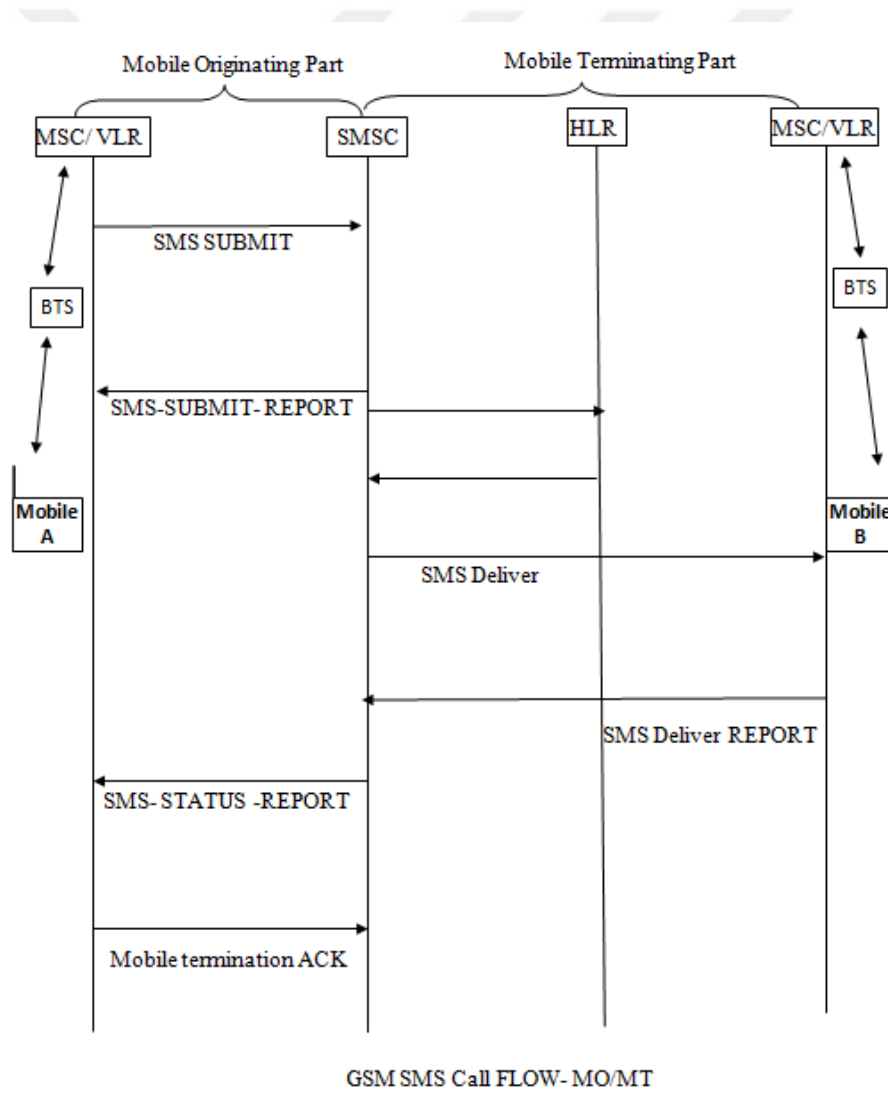 Mobile Originating Part
Mobile Terminating Part
MSC/ VLR
SMSC
HLR
MSC/VLR
SMS SUBMIT
BTS
BTS
SMS-SUBMIT- REPORT
Mobile
A
Mobile
B
SMS Deliver
SMS Deliver REPORT
SMS- STATUS -REPORT
Mobile termination ACK
GSM SMS Call FLOW- MO/MT